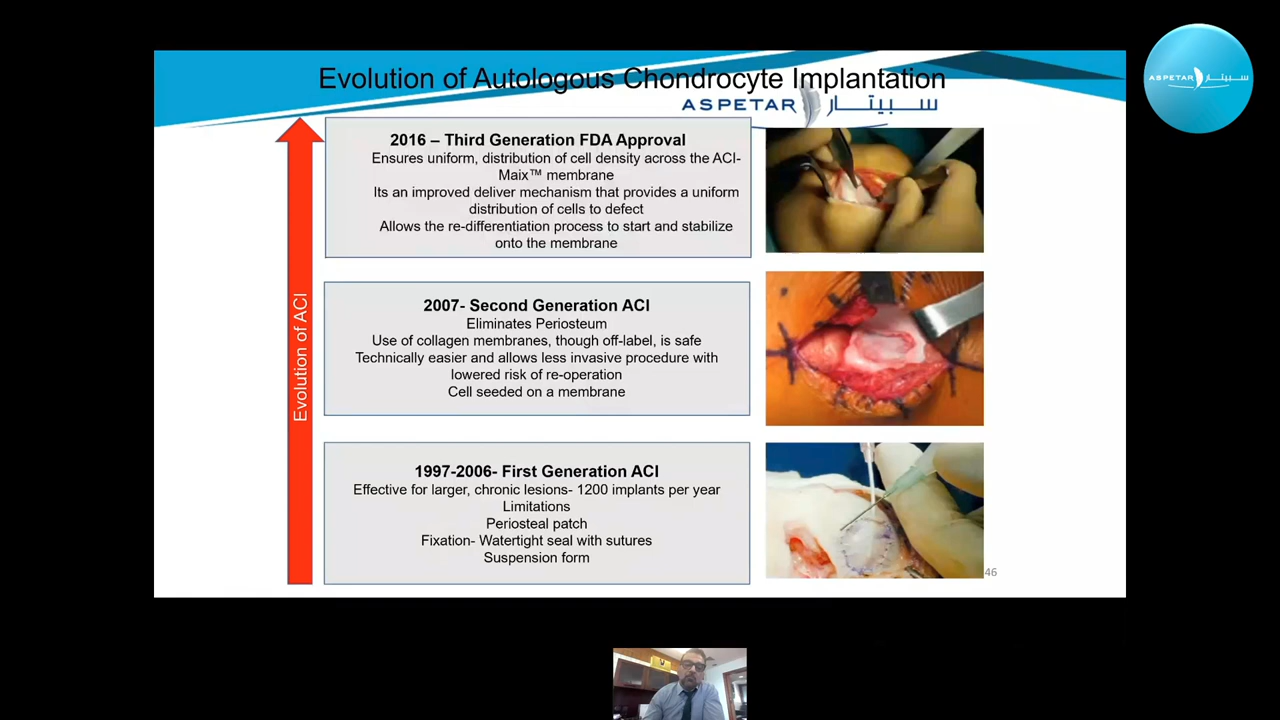 Evolution of Autologous Chondrocyte Implantation
ASPETAR سبيتار
ASPETAR سبيتار
2016 – Third Generation FDA Approval
Ensures uniform, distribution of cell density across the ACI-
Maix™ membrane
Its an improved deliver mechanism that provides a uniform
distribution of cells to defect
Allows the re-differentiation process to start and stabilize
onto the membrane
Evolution of ACI
2007- Second Generation ACI
Eliminates Periosteum
Use of collagen membranes, though off-label, is safe
Technically easier and allows less invasive procedure with
lowered risk of re-operation
Cell seeded on a membrane
1997-2006- First Generation ACI
Effective for larger, chronic lesions- 1200 implants per year
Limitations
Periosteal patch
Fixation- Watertight seal with sutures
Suspension form
46